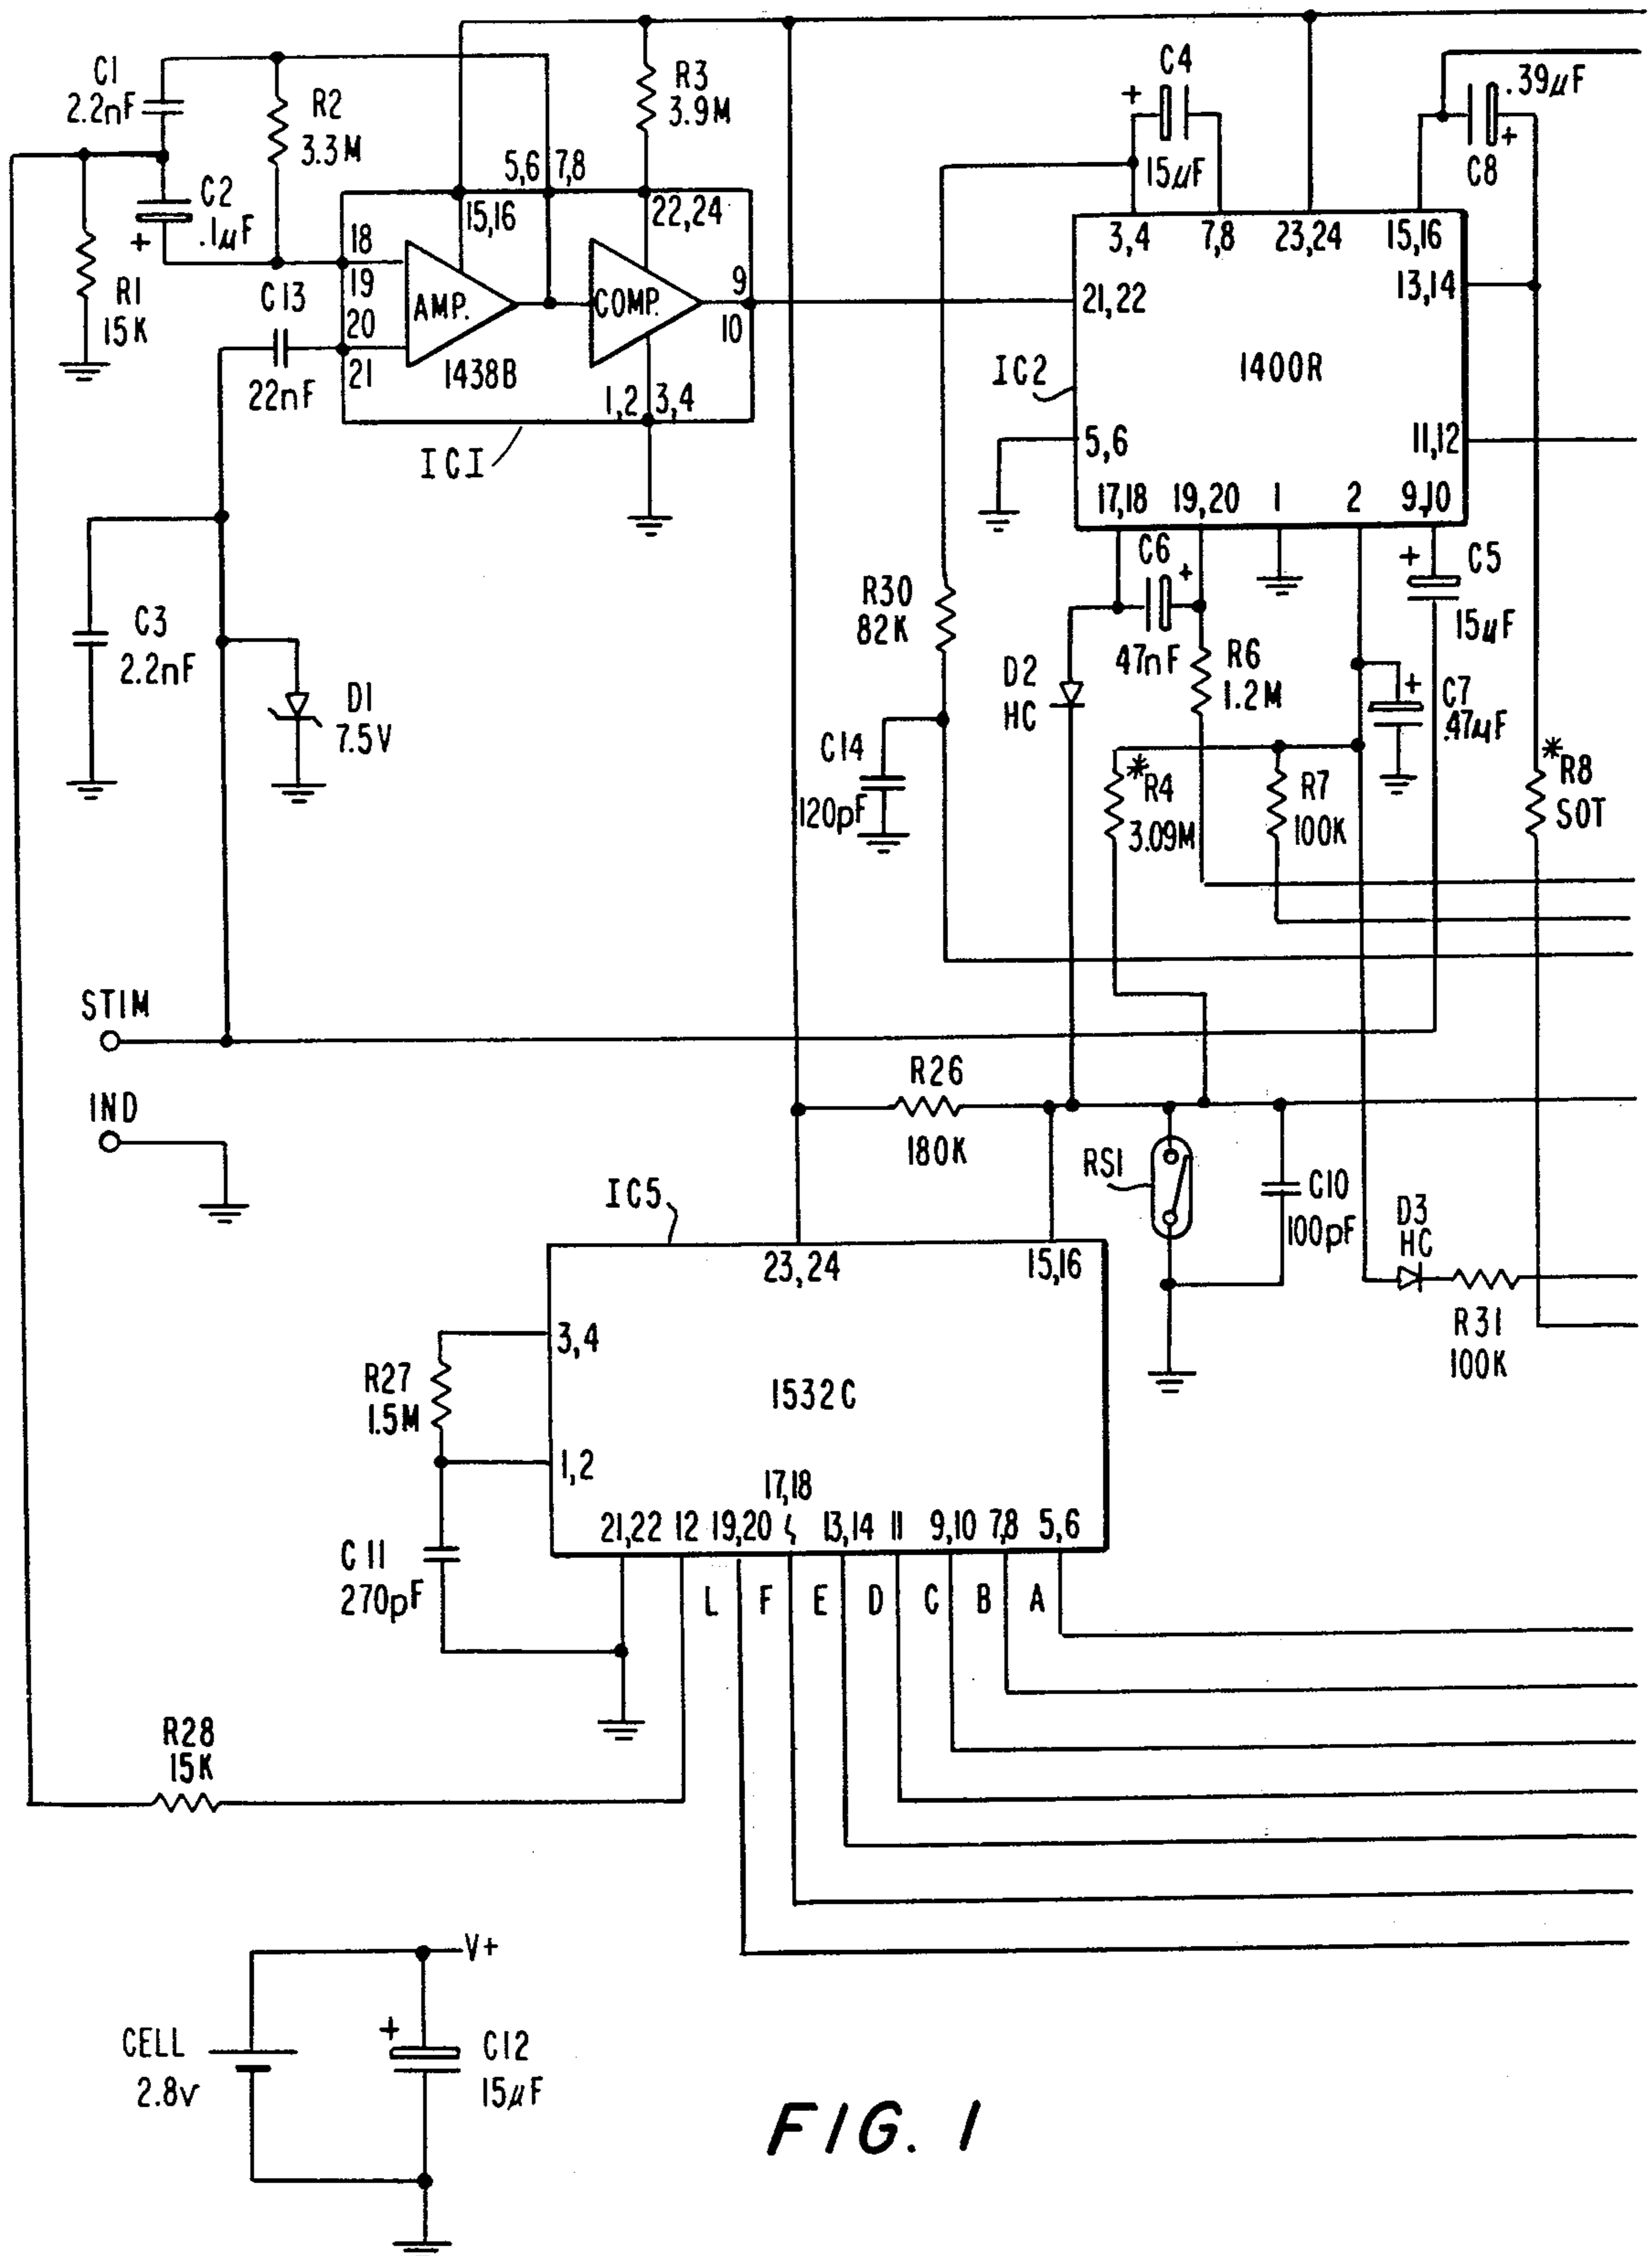 C1
2.2nF
R2
3.3M
R3
3.9M
C4
+
15µF
.39µF
+
C8
C2
.1µF
+
R1
15K
5,6
7,8
15,16
22,24
18
19
20
21
C13
22nF
AMP.
COMP.
1438B
9
10
1,2
3,4
IC1
3,4
7,8
23,24
15,16
21,22
13,14
1400R
IC2
5,6
11,12
17,18
19,20
1
2
9,10
C3
2.2nF
D1
7.5V
R30
82K
C14
120pF
D2
HC
C6
+
47nF
R6
1.2M
+
C5
15µF
+
C7
.47µF
*R4
3.09M
R7
100K
*R8
SOT
STIM
IND
R26
180K
RS1
C10
100pF
D3
HC
R31
100K
IC5
23,24
15,16
3,4
1532C
R27
1.5M
1,2
17,18
21,22 12 19,20 13,14 11 9,10 7,8 5,6
C11
270pF
L F E D C B A
R28
15K
V+
CELL
2.8v
+
C12
15µF
FIG. 1